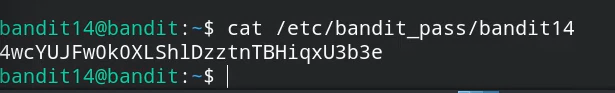 bandit14@bandit:~$ cat /etc/bandit_pass/bandit14
4wcYUJFw0k0XLShlDzztnTBHiqxU3b3e
bandit14@bandit:~$